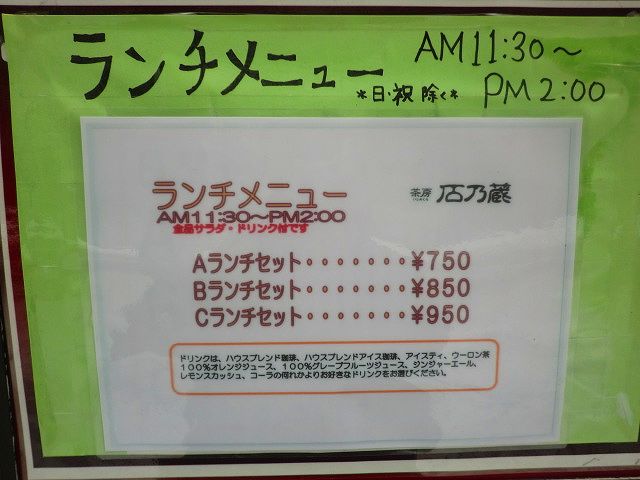 ランチメニュー AM11:30～
*日・祝除く* PM2:00
ランチメニュー
茶房 石乃蔵
AM11:30～PM2:00
全品サラダ・ドリンク付です
Aランチセット・・・・・・・・¥750
Bランチセット・・・・・・・・¥850
Cランチセット・・・・・・・・¥950
ドリンクは、ハウスブレンド珈琲、ハウスブレンドアイス珈琲、アイスティ、ウーロン茶
100%オレンジジュース、100%グレープフルーツジュース、ジンジャーエール、
レモンスカッシュ、コーラの何れかよりお好きなドリンクをお選びください。